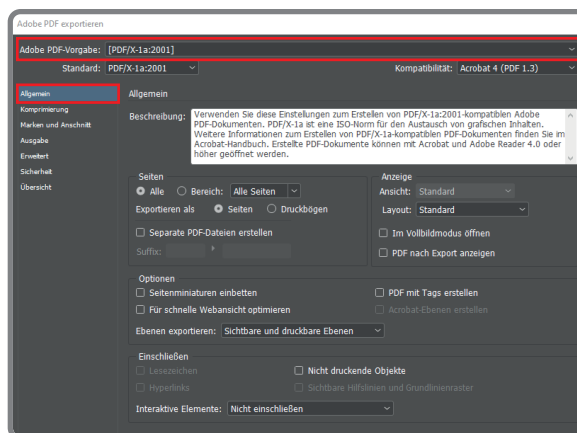 Adobe PDF exportieren
Adobe PDF-Vorgabe: [PDF/X-1a:2001]
Standard: PDF/X-1a:2001 Kompatibilität: Acrobat 4 (PDF 1.3)
Allgemein
Komprimierung
Marken und Anschnitt
Ausgabe
Erweitert
Sicherheit
Übersicht
Allgemein
Beschreibung: Verwenden Sie diese Einstellungen zum Erstellen von PDF/X-1a:2001-kompatiblen Adobe
PDF-Dokumenten. PDF/X-1a ist eine ISO-Norm für den Austausch von grafischen Inhalten.
Weitere Informationen zum Erstellen von PDF/X-1a-kompatiblen PDF-Dokumenten finden Sie im
Acrobat-Handbuch. Erstellte PDF-Dokumente können mit Acrobat und Adobe Reader 4.0 oder
höher geöffnet werden.
Seiten
Alle Bereich: Alle Seiten
Exportieren als Seiten Druckbögen
Separate PDF-Dateien erstellen
Suffix:
Anzeige
Ansicht: Standard
Layout: Standard
Im Vollbildmodus öffnen
PDF nach Export anzeigen
Optionen
Seitenminiaturen einbetten PDF mit Tags erstellen
Für schnelle Webansicht optimieren Acrobat-Ebenen erstellen
Ebenen exportieren: Sichtbare und druckbare Ebenen
Einschließen
Lesezeichen Nicht druckende Objekte
Hyperlinks Sichtbare Hilfslinien und Grundlinienraster
Interaktive Elemente: Nicht einschließen